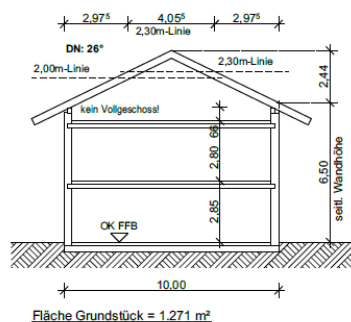 2,97⁵ 4,05⁵ 2,97⁵
2,30m-Linie
DN: 26°
2,30m-Linie
2,00m-Linie
2,44
kein Vollgeschoss!
66
2,80
6,50
seitl. Wandhöhe
2,85
OK FFB
10,00
Fläche Grundstück = 1.271 m²